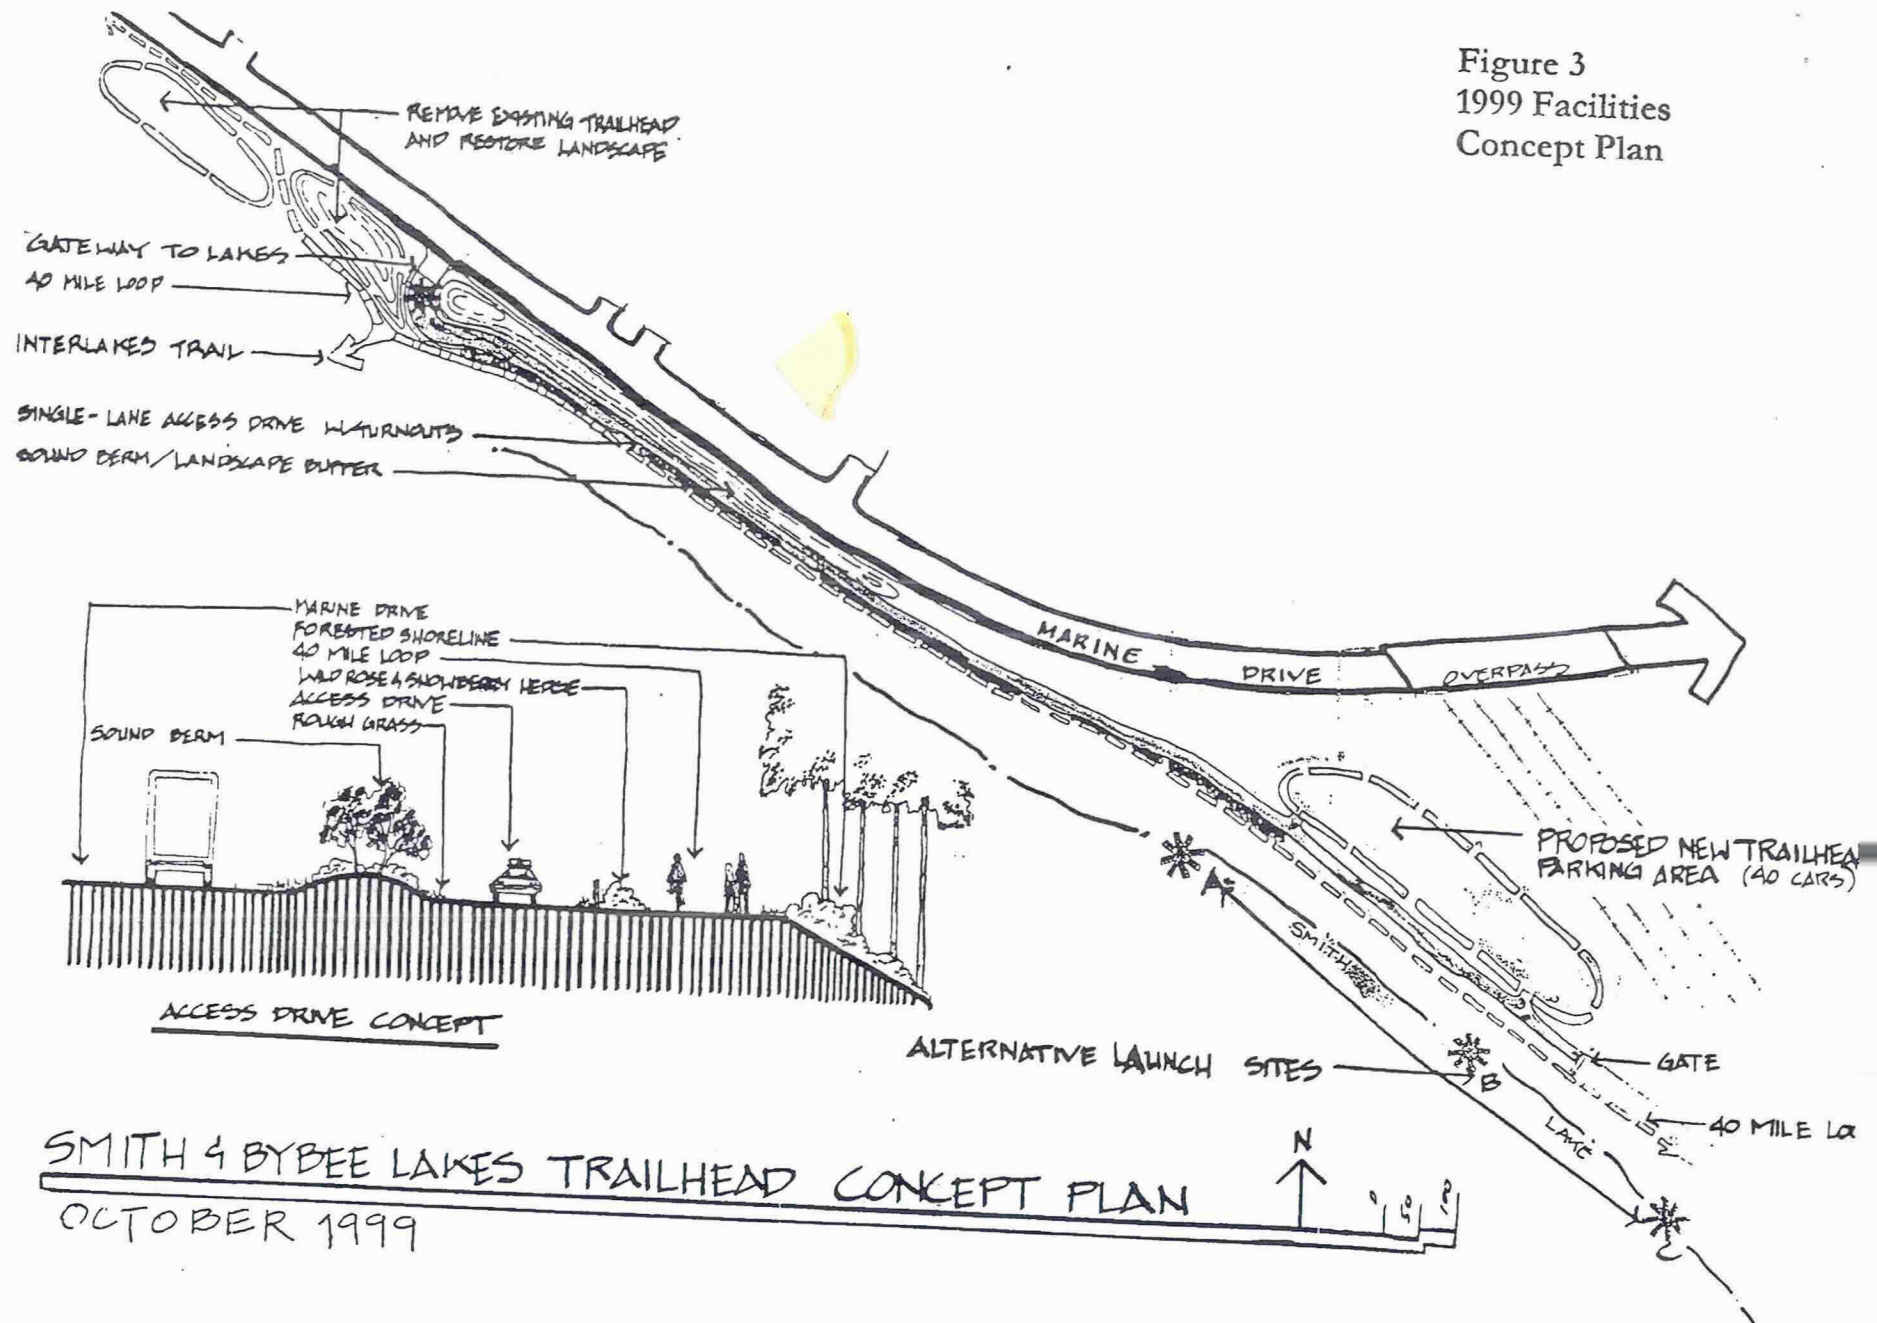 Figure 3
1999 Facilities
Concept Plan
REMOVE EXISTING TRAILHEAD
AND RESTORE LANDSCAPE
GATEWAY TO LAKES
40 MILE LOOP
INTERLAKES TRAIL
SINGLE-LANE ACCESS DRIVE W/TURNOUTS
SOUND BERM/LANDSCAPE BUFFER
MARINE DRIVE
OVERPASS
MARINE DRIVE
FORESTED SHORELINE
40 MILE LOOP
WILD ROSE & SNOWBERRY HEDGE
ACCESS DRIVE
ROUGH GRASS
SOUND BERM
ACCESS DRIVE CONCEPT
PROPOSED NEW TRAILHEA
PARKING AREA (40 CARS)
A
SMITH
ALTERNATIVE LAUNCH SITES
B
GATE
LAKE
40 MILE LO
C
SMITH & BYBEE LAKES TRAILHEAD CONCEPT PLAN
OCTOBER 1999
N
0 50 100